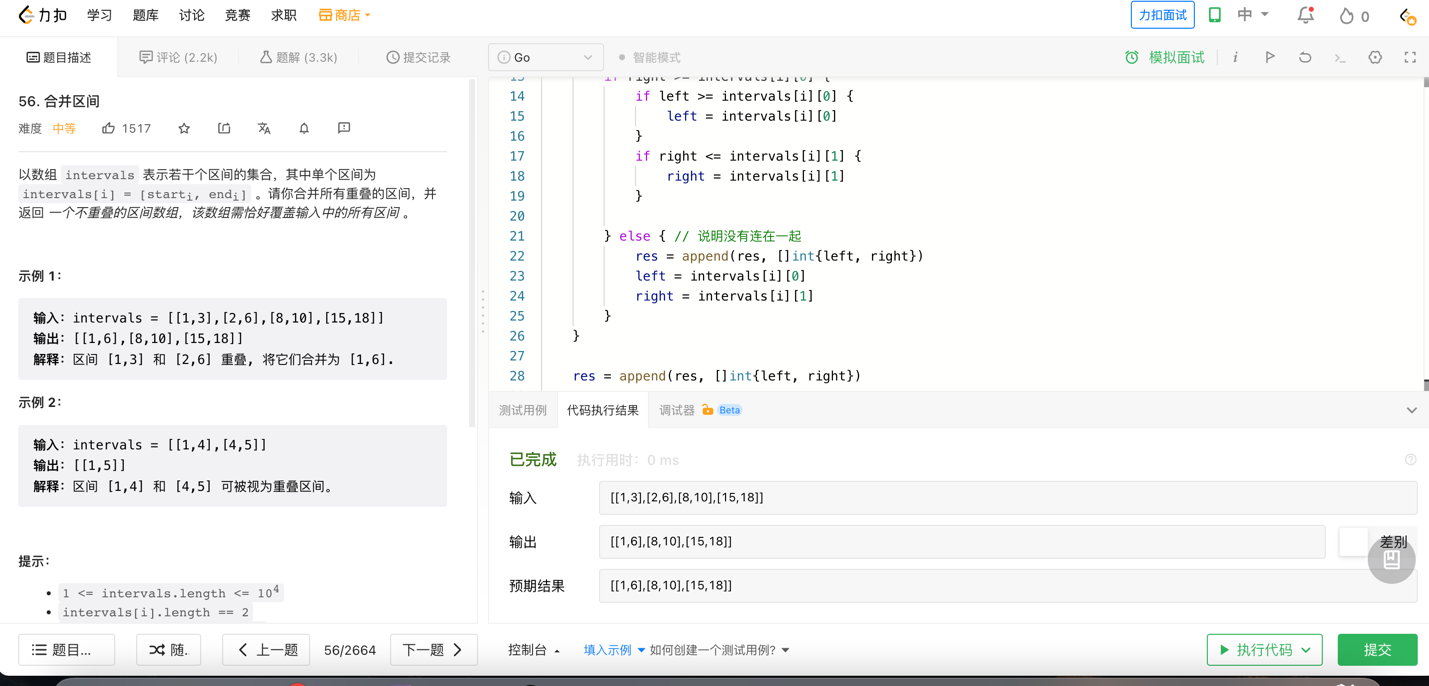 力扣 学习 题库 讨论 竞赛 求职 商店 力扣面试 中 0
题目描述 评论 (2.2k) 题解 (3.3k) 提交记录
Go 智能模式 模拟面试 i
56. 合并区间
难度 中等 1517
以数组 intervals 表示若干个区间的集合，其中单个区间为
intervals[i] = [starti, endi] 。请你合并所有重叠的区间，并
返回 一个不重叠的区间数组，该数组需恰好覆盖输入中的所有区间 。
示例 1：
输入：intervals = [[1,3],[2,6],[8,10],[15,18]]
输出：[[1,6],[8,10],[15,18]]
解释：区间 [1,3] 和 [2,6] 重叠, 将它们合并为 [1,6].
示例 2：
输入：intervals = [[1,4],[4,5]]
输出：[[1,5]]
解释：区间 [1,4] 和 [4,5] 可被视为重叠区间。
提示：
1 <= intervals.length <= 10^4
intervals[i].length == 2
题目... 随. 上一题 56/2664 下一题
13 if right >= intervals[i][0] {
14 if left >= intervals[i][0] {
15 left = intervals[i][0]
16 }
17 if right <= intervals[i][1] {
18 right = intervals[i][1]
19 }
20
21 } else { // 说明没有连在一起
22 res = append(res, []int{left, right})
23 left = intervals[i][0]
24 right = intervals[i][1]
25 }
26 }
27
28 res = append(res, []int{left, right})
测试用例 代码执行结果 调试器 Beta
已完成 执行用时：0 ms
输入 [[1,3],[2,6],[8,10],[15,18]]
输出 [[1,6],[8,10],[15,18]] 差别
预期结果 [[1,6],[8,10],[15,18]]
控制台 填入示例 如何创建一个测试用例? 执行代码 提交